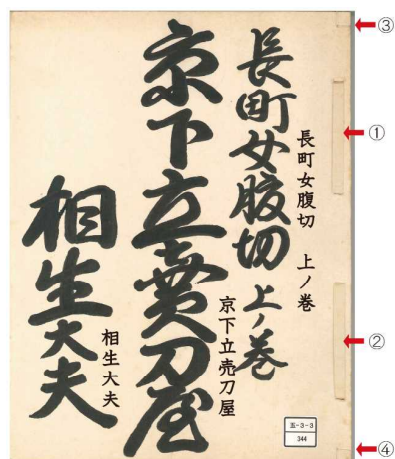 長町女腹切 上ノ巻
長町女腹切 上ノ巻
京下立賣刀屋
京下立売刀屋
相生大夫
相生大夫
五-3-3
344
③
①
②
④